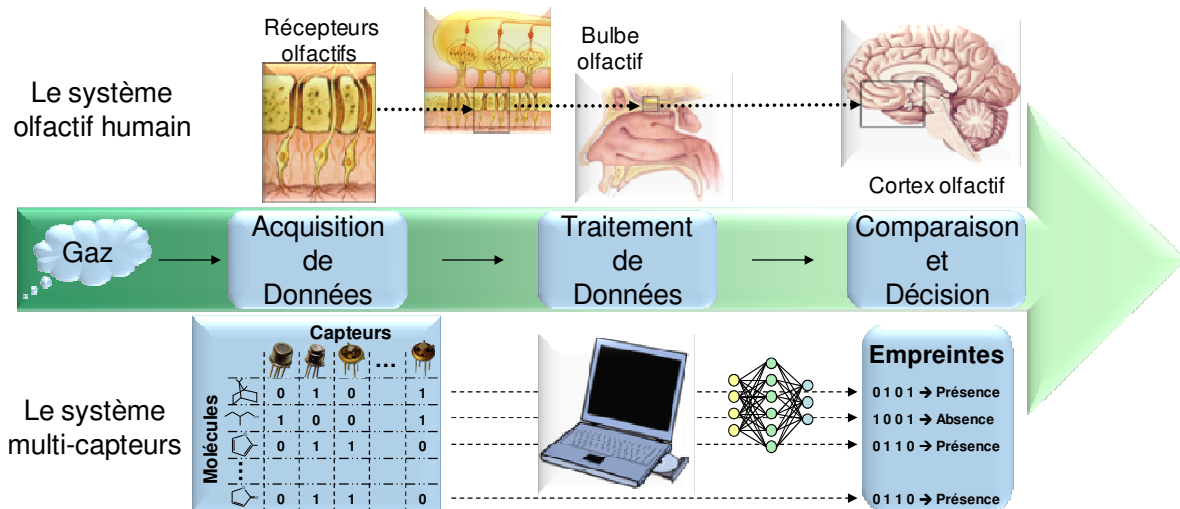 Récepteurs
olfactifs
Bulbe
olfactif
Le système
olfactif humain
Cortex olfactif
Gaz
Acquisition
de
Données
Traitement
de
Données
Comparaison
et
Décision
Capteurs
...
Molécules
0 1 0 1
1 0 0 1
0 1 1 0
0 1 1 0
Le système
multi-capteurs
Empreintes
0 1 0 1 → Présence
1 0 0 1 → Absence
0 1 1 0 → Présence
0 1 1 0 → Présence